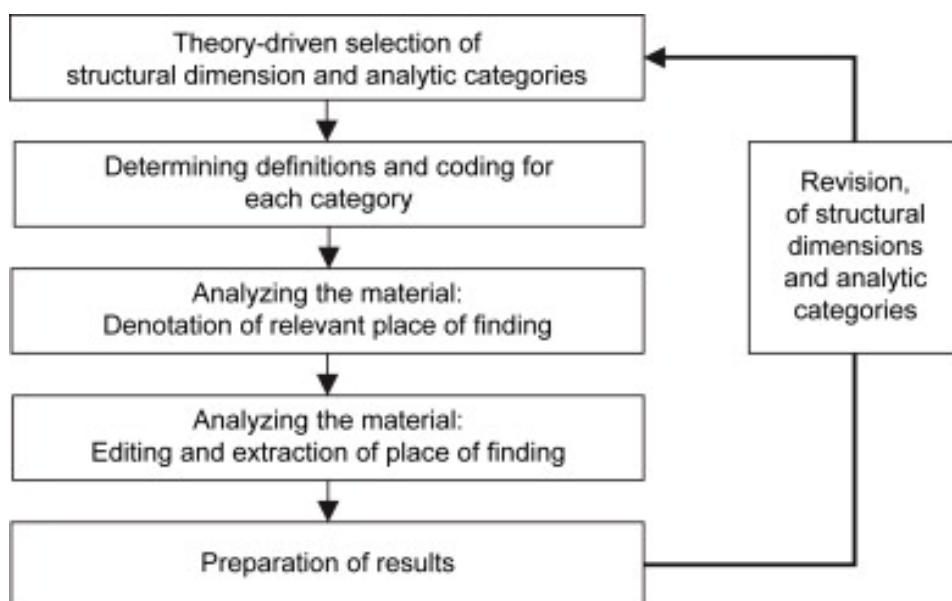 Theory-driven selection of
structural dimension and analytic categories
Determining definitions and coding for
each category
Analyzing the material:
Denotation of relevant place of finding
Analyzing the material:
Editing and extraction of place of finding
Preparation of results
Revision,
of structural
dimensions
and analytic
categories